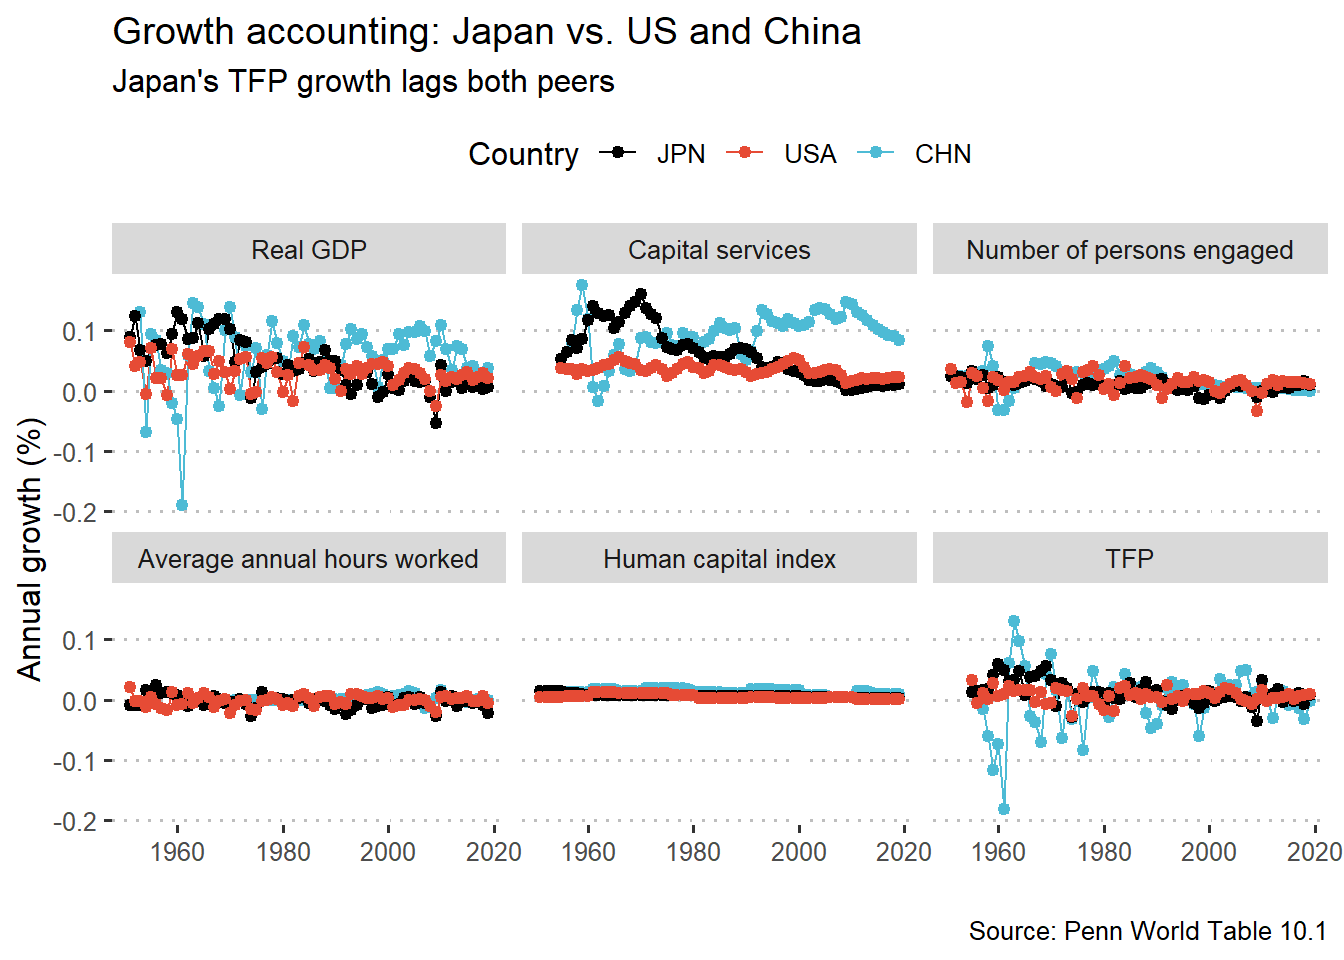 Growth accounting: Japan vs. US and China
Japan's TFP growth lags both peers
Country JPN USA CHN
Real GDP Capital services Number of persons engaged
0.1
0.0
-0.1
-0.2
Annual growth (%)
Average annual hours worked Human capital index TFP
0.1
0.0
-0.1
-0.2
1960 1980 2000 2020 1960 1980 2000 2020 1960 1980 2000 2020
Source: Penn World Table 10.1